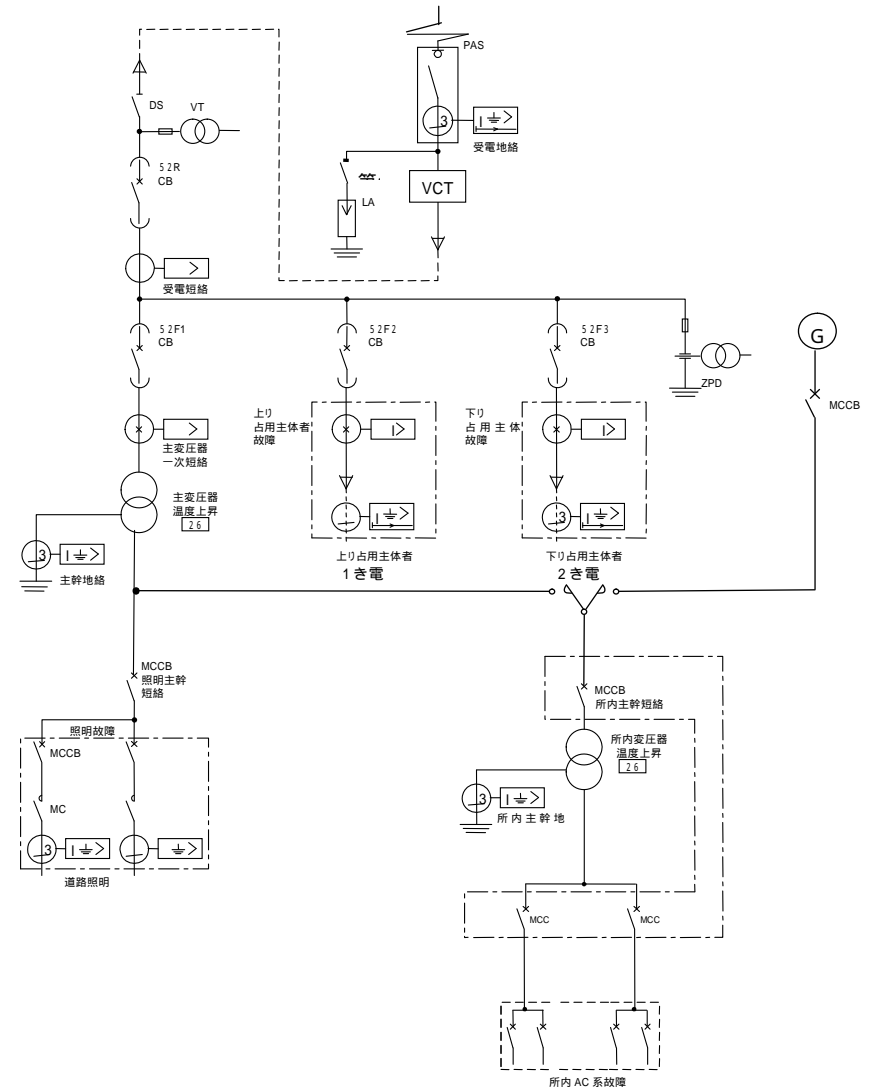 PAS
3
I >
受電地絡
VCT
LA
DS
VT
52R
CB
>
受電短絡
52F1
CB
52F2
CB
52F3
CB
ZPD
G
MCCB
>
主変圧器
一次短絡
上り
占用主体者
故障
I>
下り
占用主体
故障
I>
主変圧器
温度上昇
26
I >
3
I >
上り占用主体者
1き電
下り占用主体者
2き電
3
I >
主幹地絡
MCCB
照明主幹
短絡
照明故障
MCCB
MC
3
I >
>
道路照明
MCCB
所内主幹短絡
所内変圧器
温度上昇
26
3
I >
所内主幹地
MCC
MCC
所内 AC 系故障